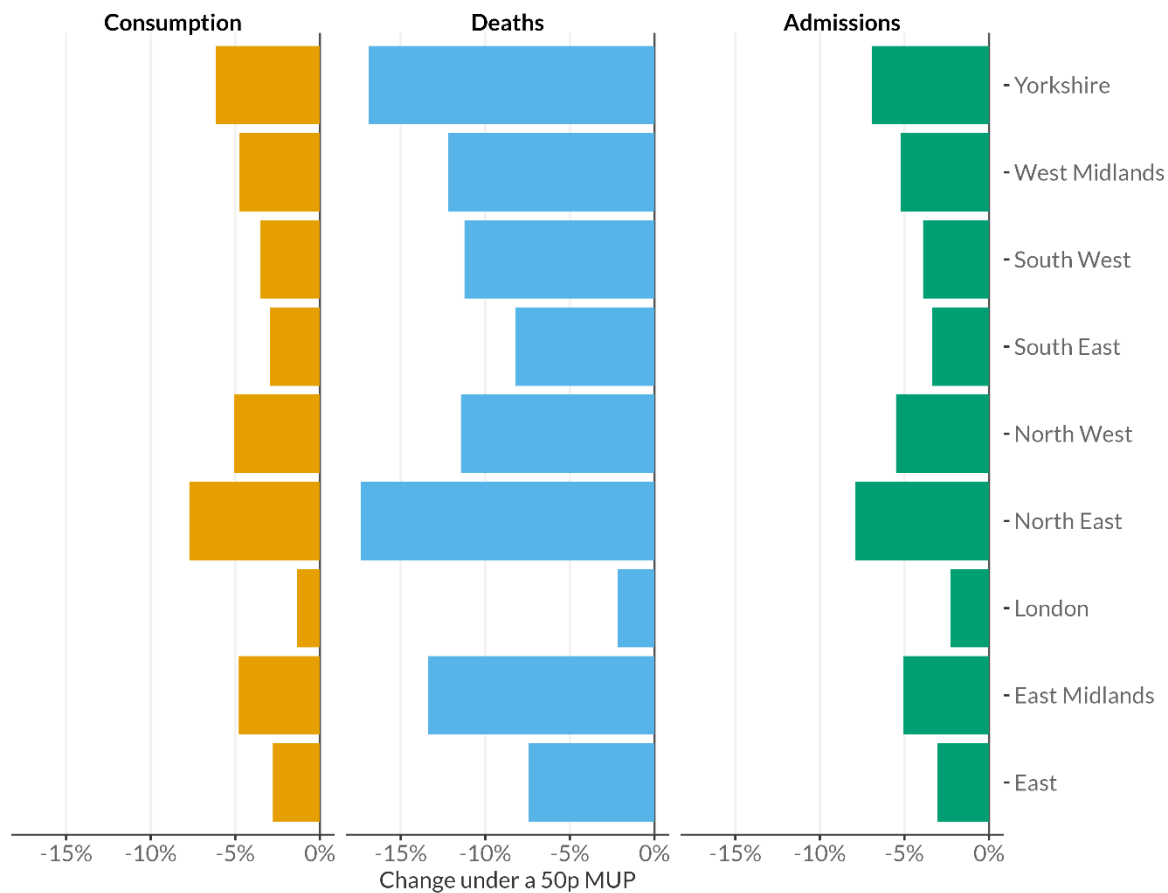 Consumption Deaths Admissions
- Yorkshire
- West Midlands
- South West
- South East
- North West
- North East
- London
- East Midlands
- East
-15% -10% -5% 0% -15% -10% -5% 0% -15% -10% -5% 0%
Change under a 50p MUP